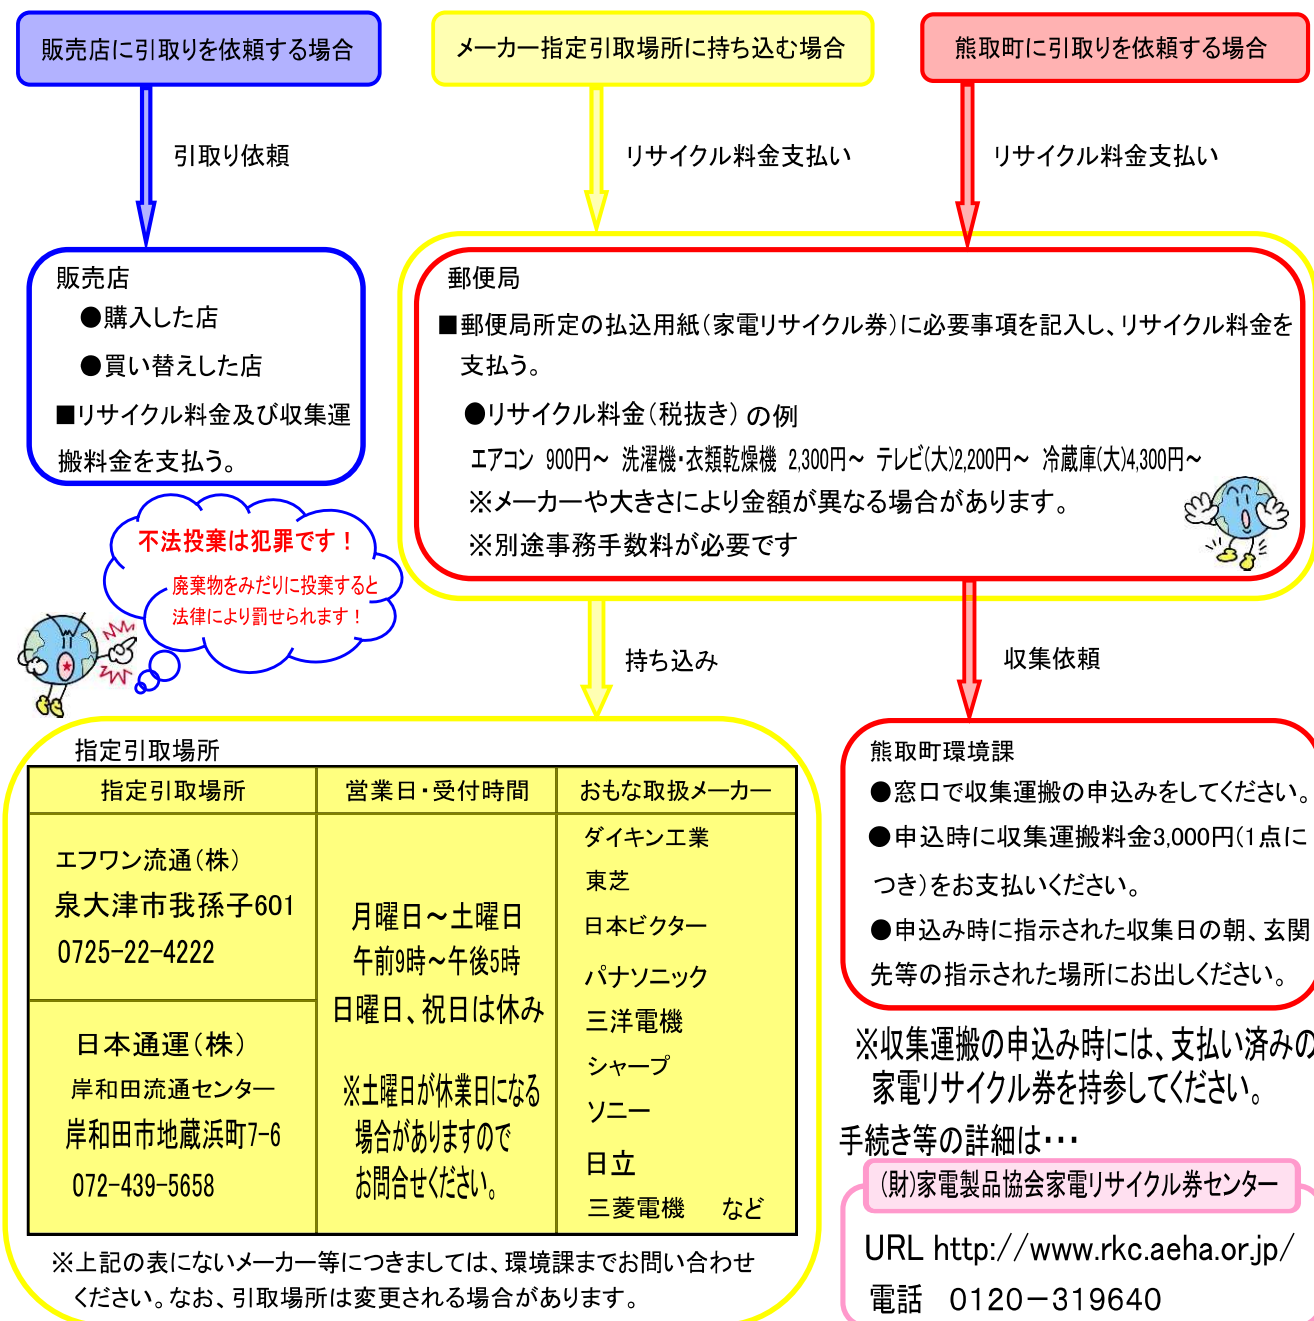 販売店に引取りを依頼する場合
引取り依頼
販売店
●購入した店
●買い替えした店
■リサイクル料金及び収集運
搬料金を支払う。
メーカー指定引取場所に持ち込む場合
リサイクル料金支払い
熊取町に引取りを依頼する場合
リサイクル料金支払い
郵便局
■郵便局所定の払込用紙(家電リサイクル券)に必要事項を記入し、リサイクル料金を
支払う。
●リサイクル料金(税抜き)の例
エアコン 900円～ 洗濯機・衣類乾燥機 2,300円～ テレビ(大)2,200円～ 冷蔵庫(大)4,300円～
※メーカーや大きさにより金額が異なる場合があります。
※別途事務手数料が必要です
不法投棄は犯罪です！
廃棄物をみだりに投棄すると
法律により罰せられます！
持ち込み
収集依頼
指定引取場所
指定引取場所 営業日・受付時間 おもな取扱メーカー
エフワン流通(株)
泉大津市我孫子601
0725-22-4222
日本通運(株)
岸和田流通センター
岸和田市地蔵浜町7-6
072-439-5658
月曜日～土曜日
午前9時～午後5時
日曜日、祝日は休み
※土曜日が休業日になる
場合がありますので
お問合せください。
ダイキン工業
東芝
日本ビクター
パナソニック
三洋電機
シャープ
ソニー
日立
三菱電機 など
※上記の表にないメーカー等につきましては、環境課までお問い合わせ
ください。なお、引取場所は変更される場合があります。
熊取町環境課
●窓口で収集運搬の申込みをしてください。
●申込時に収集運搬料金3,000円(1点に
つき)をお支払いください。
●申込み時に指示された収集日の朝、玄関
先等の指示された場所にお出しください。
※収集運搬の申込み時には、支払い済みの
家電リサイクル券を持参してください。
手続き等の詳細は・・・
(財)家電製品協会家電リサイクル券センター
URL http://www.rkc.aeha.or.jp/
電話 0120－319640